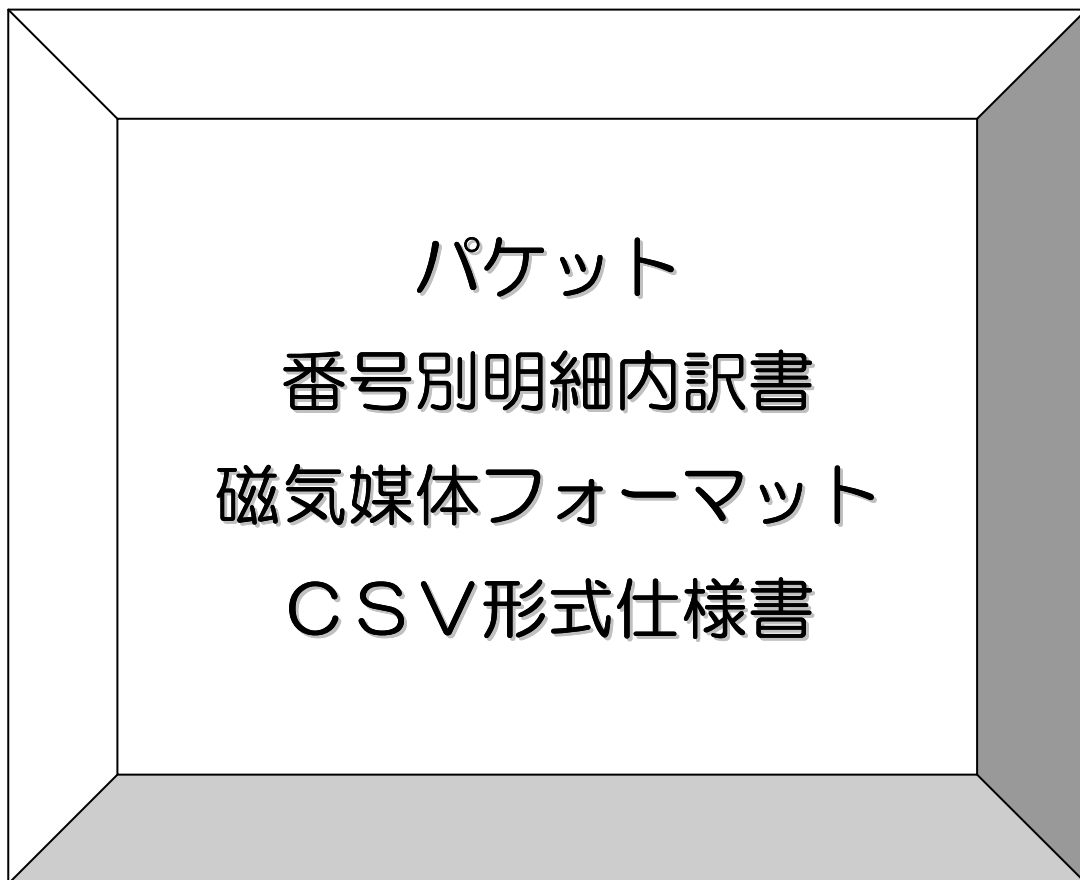 パケット
番号別明細内訳書
磁気媒体フォーマット
ＣＳＶ形式仕様書